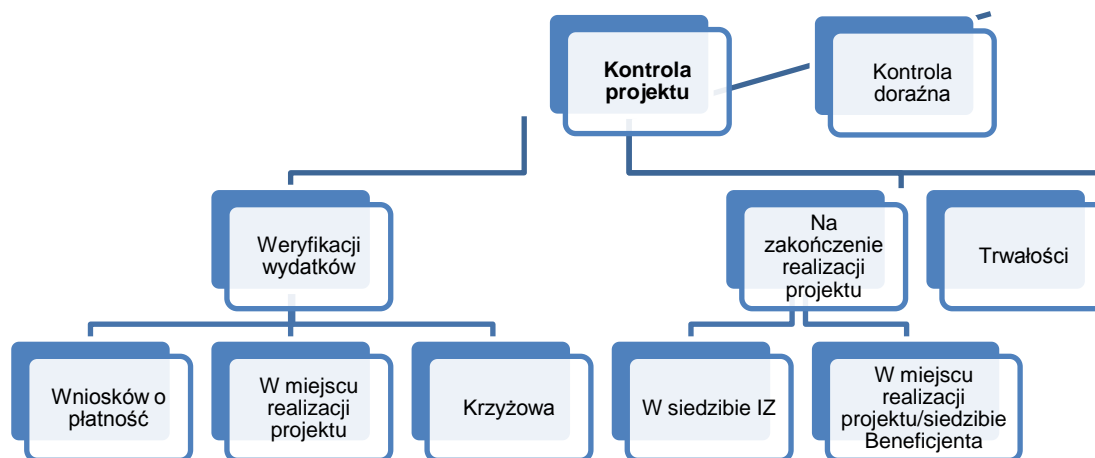 Kontrola
projektu
Kontrola
doraźna
Weryfikacji
wydatków
Na
zakończenie
realizacji
projektu
Trwałości
Wniosków o
płatność
W miejscu
realizacji
projektu
Krzyżowa
W siedzibie IZ
W miejscu
realizacji
projektu/siedzibie
Beneficjenta